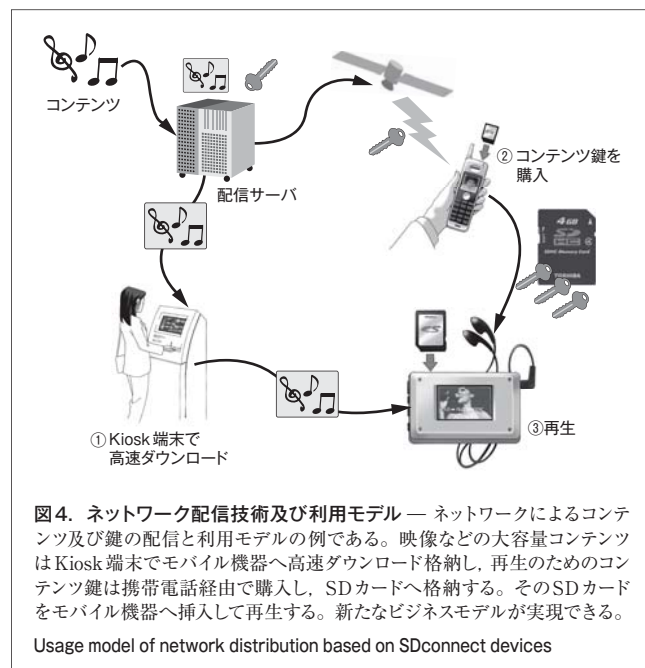 コンテンツ
配信サーバ
② コンテンツ鍵を
購入
4 GB
SD
HC
SDHC Memory Card
TOSHIBA
① Kiosk 端末で
高速ダウンロード
③再生
図4. ネットワーク配信技術及び利用モデル — ネットワークによるコンテ
ンツ及び鍵の配信と利用モデルの例である。映像などの大容量コンテンツ
はKiosk端末でモバイル機器へ高速ダウンロード格納し，再生のためのコン
テンツ鍵は携帯電話経由で購入し，SDカードへ格納する。そのSDカード
をモバイル機器へ挿入して再生する。新たなビジネスモデルが実現できる。
Usage model of network distribution based on SDconnect devices